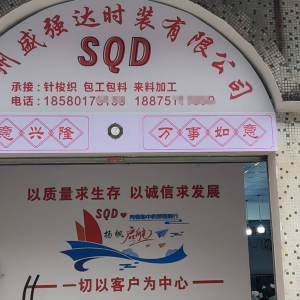 州盛强达时装有限公司
SQD
承接:针梭织 包工包料 来料加工
电话:1858017 18875
意兴隆 万事如意
以质量求生存 以诚信求发展
SQD
扬帆启航
一切以客户为中心